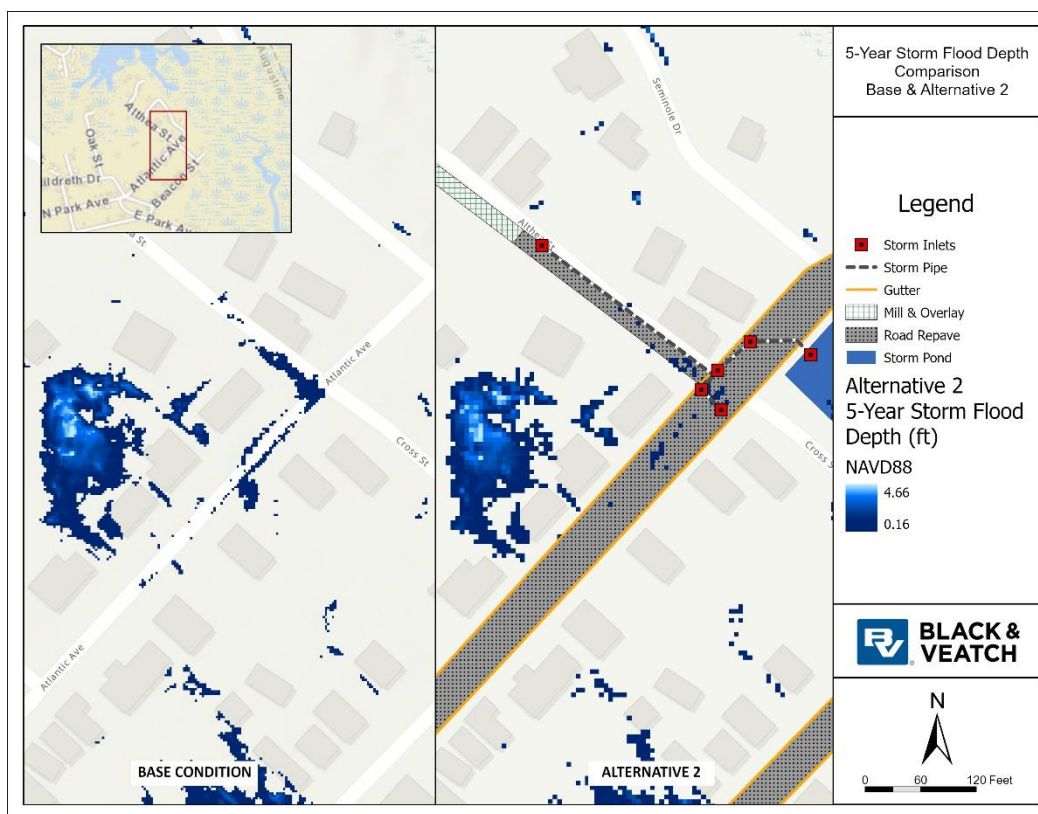 Augustine
Althea St
Oak St
Atlantic Ave
ildreth Dr
Beacon St
N Park Ave
E Park Av
a St
Atlantic Ave
Cross St
Atlantic Ave
BASE CONDITION
Seminole Dr
Althea St
Cross S
ALTERNATIVE 2
5-Year Storm Flood Depth
Comparison
Base & Alternative 2
Legend
Storm Inlets
Storm Pipe
Gutter
Mill & Overlay
Road Repave
Storm Pond
Alternative 2
5-Year Storm Flood
Depth (ft)
NAVD88
4.66
0.16
BV
BLACK &
VEATCH
N
0 60 120 Feet